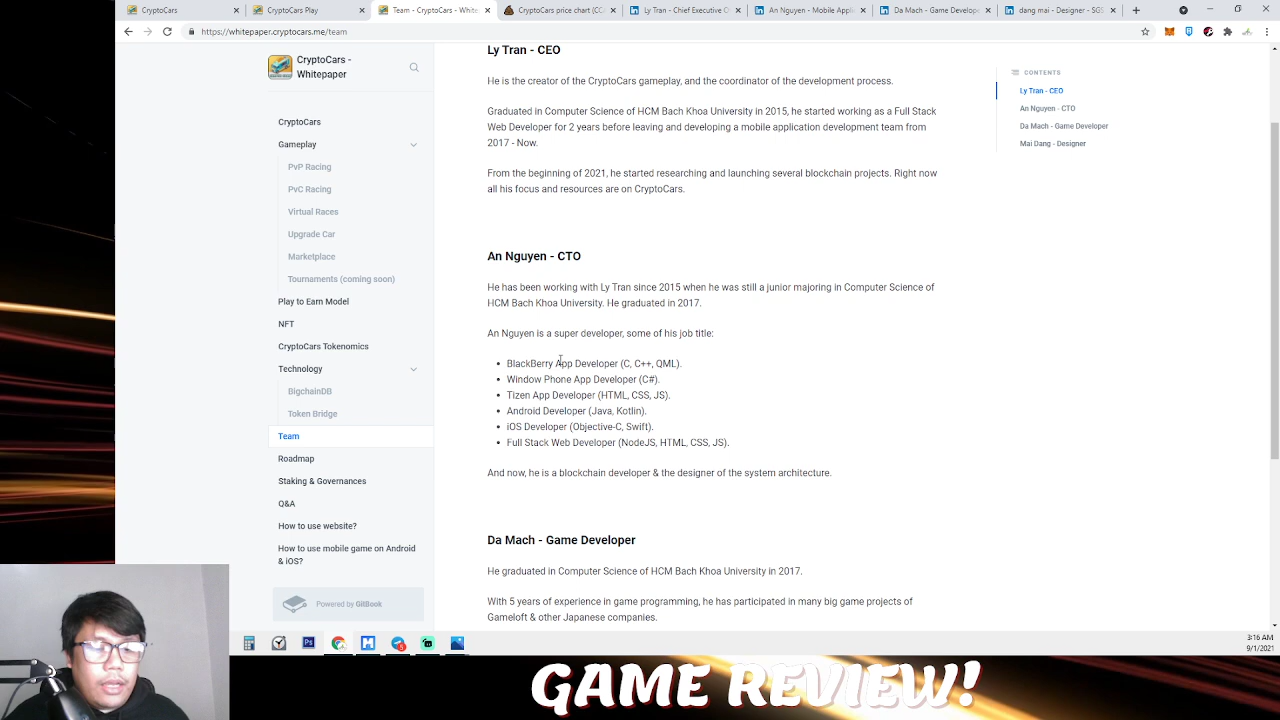 CryptoCars
CryptoCars
Team - CryptoCars - Whitepaper
CryptoCars price chart (CC
Ly Tran - Chief Executive O
An Nguyen - Mobile Applic
Da Mach - Game Develope
Mai dang - Designer - SGS
https://whitepaper.cryptocars.me/team
CryptoCars -
Whitepaper
CryptoCars
Gameplay
PvP Racing
PvC Racing
Virtual Races
Upgrade Car
Marketplace
Tournaments (coming soon)
Play to Earn Model
NFT
CryptoCars Tokenomics
Technology
BigchainDB
Token Bridge
Team
Roadmap
Staking & Governances
Q&A
How to use website?
How to use mobile game on Android
& iOS?
Powered by GitBook
Ly Tran - CEO
He is the creator of the CryptoCars gameplay, and the coordinator of the development process.
Graduated in Computer Science of HCM Bach Khoa University in 2015, he started working as a Full Stack
Web Developer for 2 years before leaving and developing a mobile application development team from
2017 - Now.
From the beginning of 2021, he started researching and launching several blockchain projects. Right now
all his focus and resources are on CryptoCars.
An Nguyen - CTO
He has been working with Ly Tran since 2015 when he was still a junior majoring in Computer Science of
HCM Bach Khoa University. He graduated in 2017.
An Nguyen is a super developer, some of his job title:
• BlackBerry App Developer (C, C++, QML).
• Window Phone App Developer (C#).
• Tizen App Developer (HTML, CSS, JS).
• Android Developer (Java, Kotlin).
• iOS Developer (Objective-C, Swift).
• Full Stack Web Developer (NodeJS, HTML, CSS, JS).
And now, he is a blockchain developer & the designer of the system architecture.
Da Mach - Game Developer
He graduated in Computer Science of HCM Bach Khoa University in 2017.
With 5 years of experience in game programming, he has participated in many big game projects of
Gameloft & other Japanese companies.
CONTENTS
Ly Tran - CEO
An Nguyen - CTO
Da Mach - Game Developer
Mai Dang - Designer
3:16 AM
9/1/2021
GAME REVIEW!